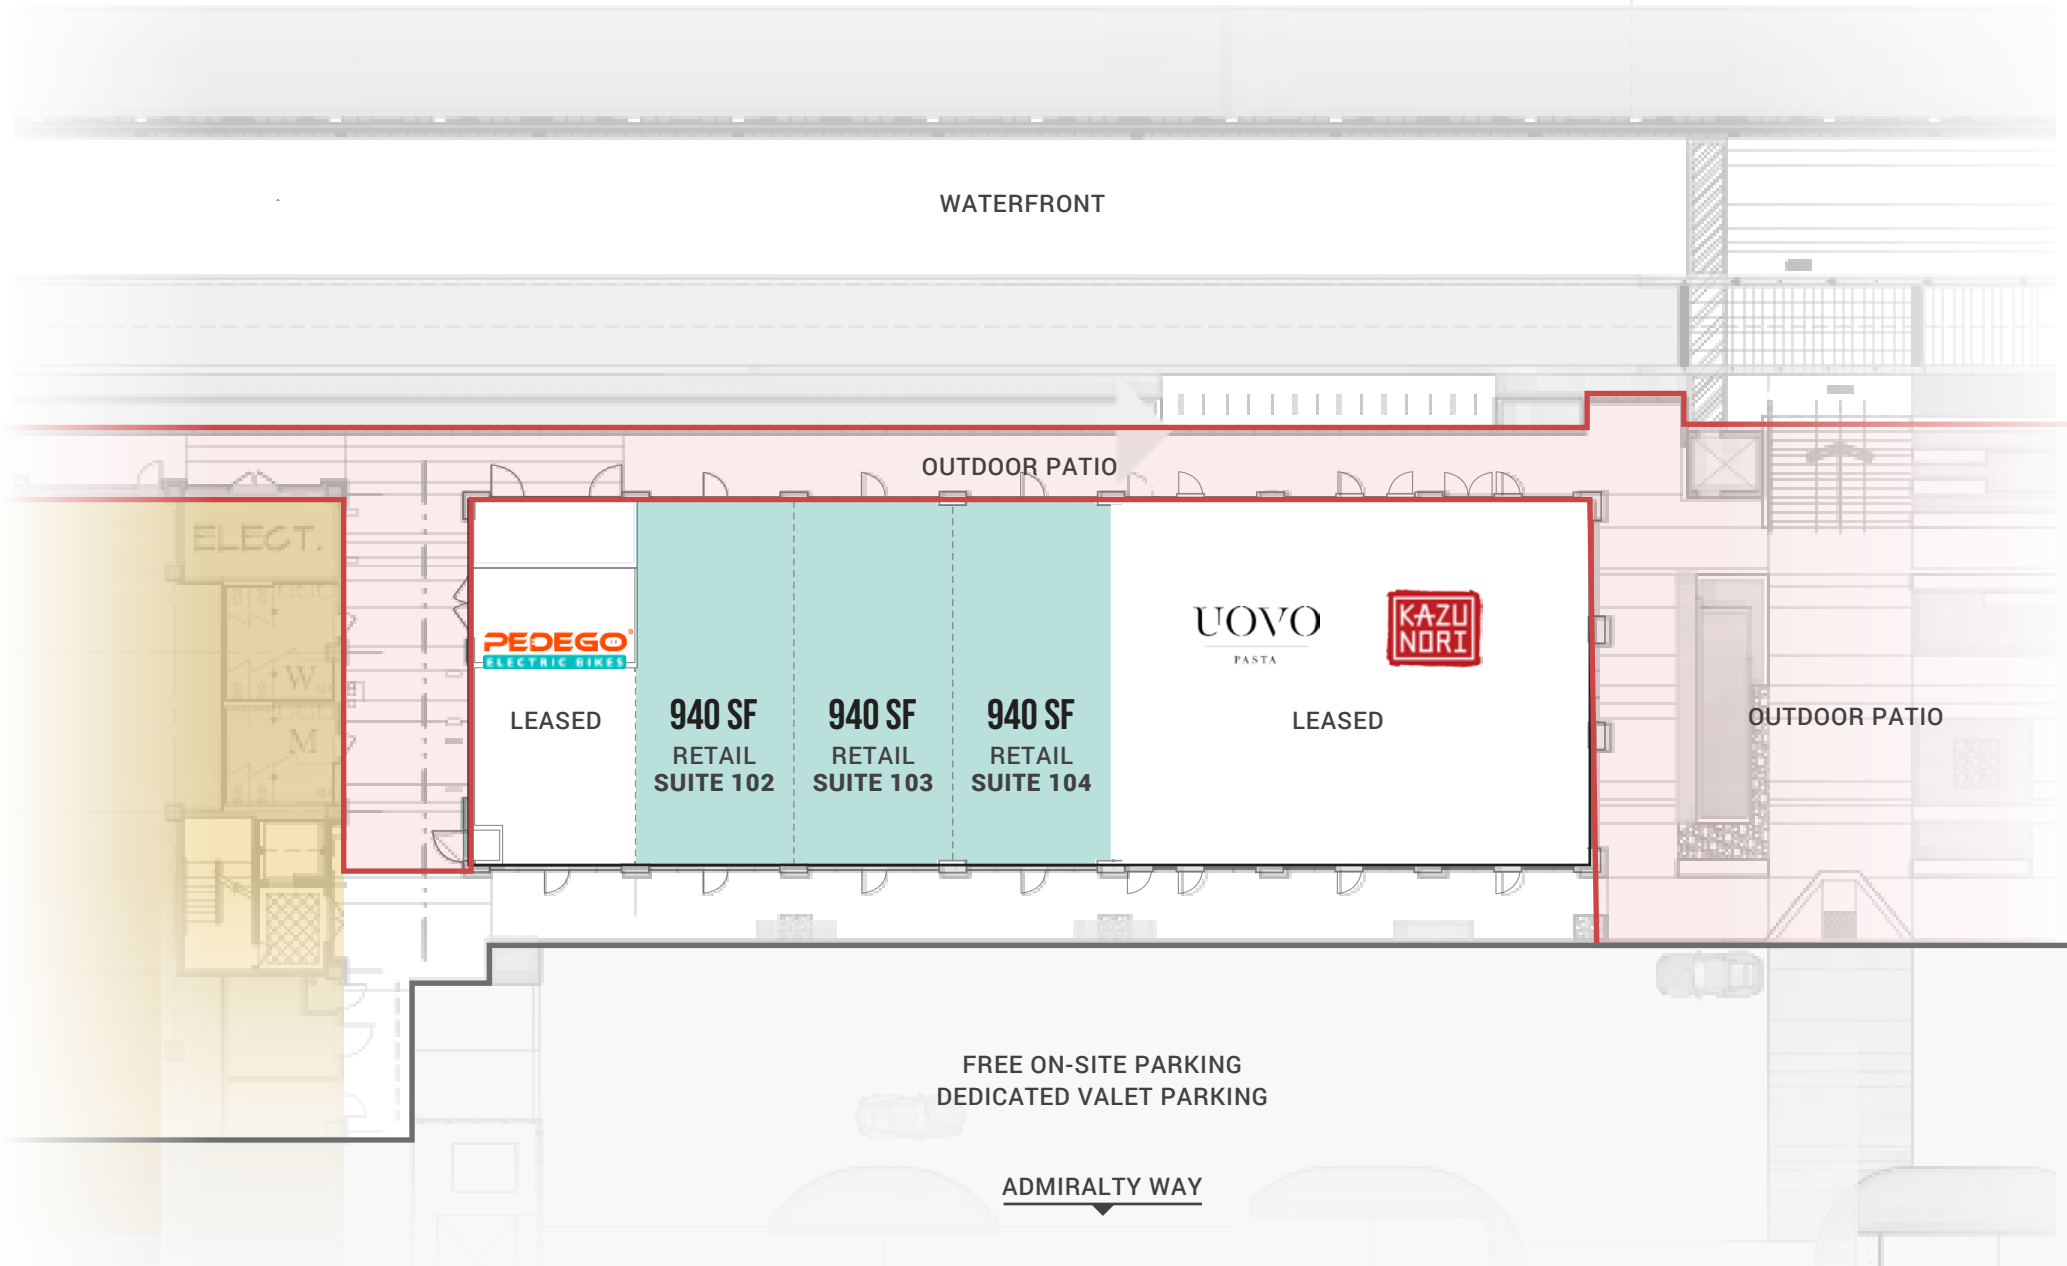 WATERFRONT
OUTDOOR PATIO
ELECT.
W
M
PEDEGO
ELECTRIC BIKES
LEASED
940 SF
RETAIL
SUITE 102
940 SF
RETAIL
SUITE 103
940 SF
RETAIL
SUITE 104
UOVO
PASTA
KAZU
NORI
LEASED
OUTDOOR PATIO
FREE ON-SITE PARKING
DEDICATED VALET PARKING
ADMIRALTY WAY